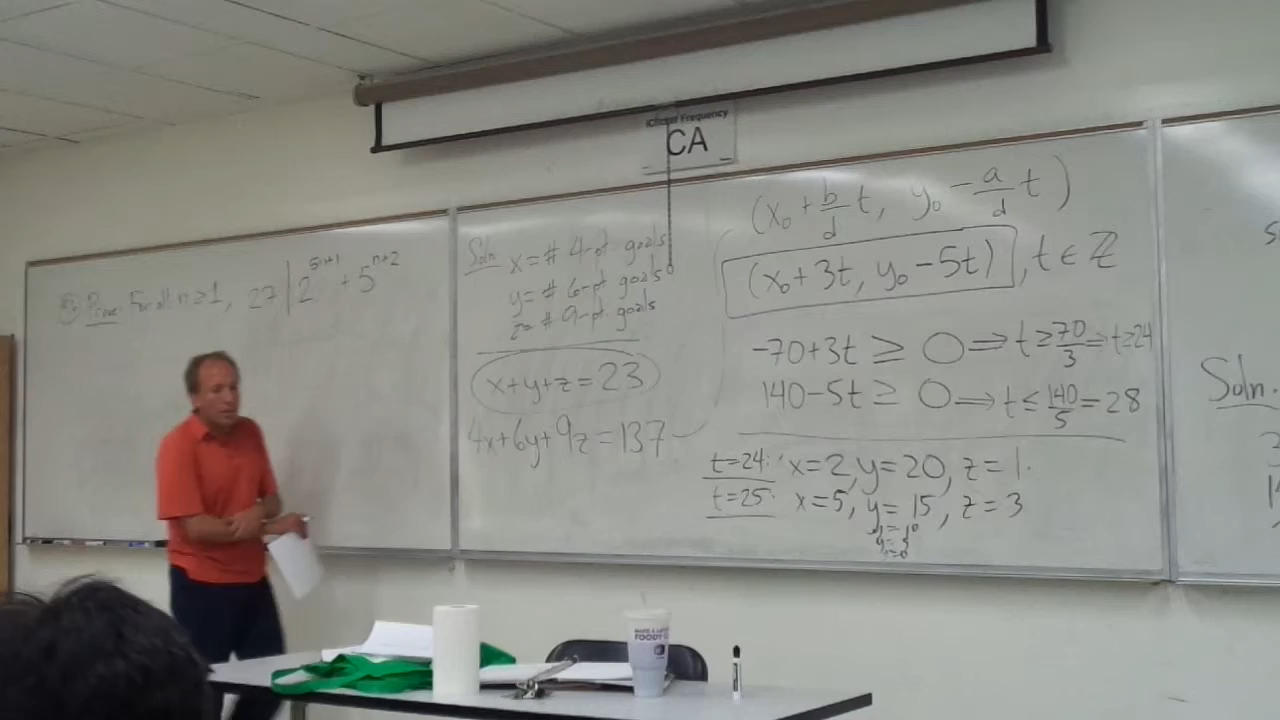 Prove: For all n ≥ 1, 27 | 2^{5n+1} + 5^{n+2}
Soln x = # 4-pt goals
y = # 6-pt goals
z = # 9-pt goals
x+y+z = 23
4x+6y+9z = 137
Frequency
CA
(x₀ + b/d t, y₀ − a/d t)
(x₀ + 3t, y₀ − 5t), t ∈ ℤ
-70+3t ≥ 0 ⟹ t ≥ 70/3 ⟹ t ≥ 24
140-5t ≥ 0 ⟹ t ≤ 140/5 = 28
t=24: x=2, y=20, z=1.
t=25: x=5, y=15, z=3
Soln.
FOODY